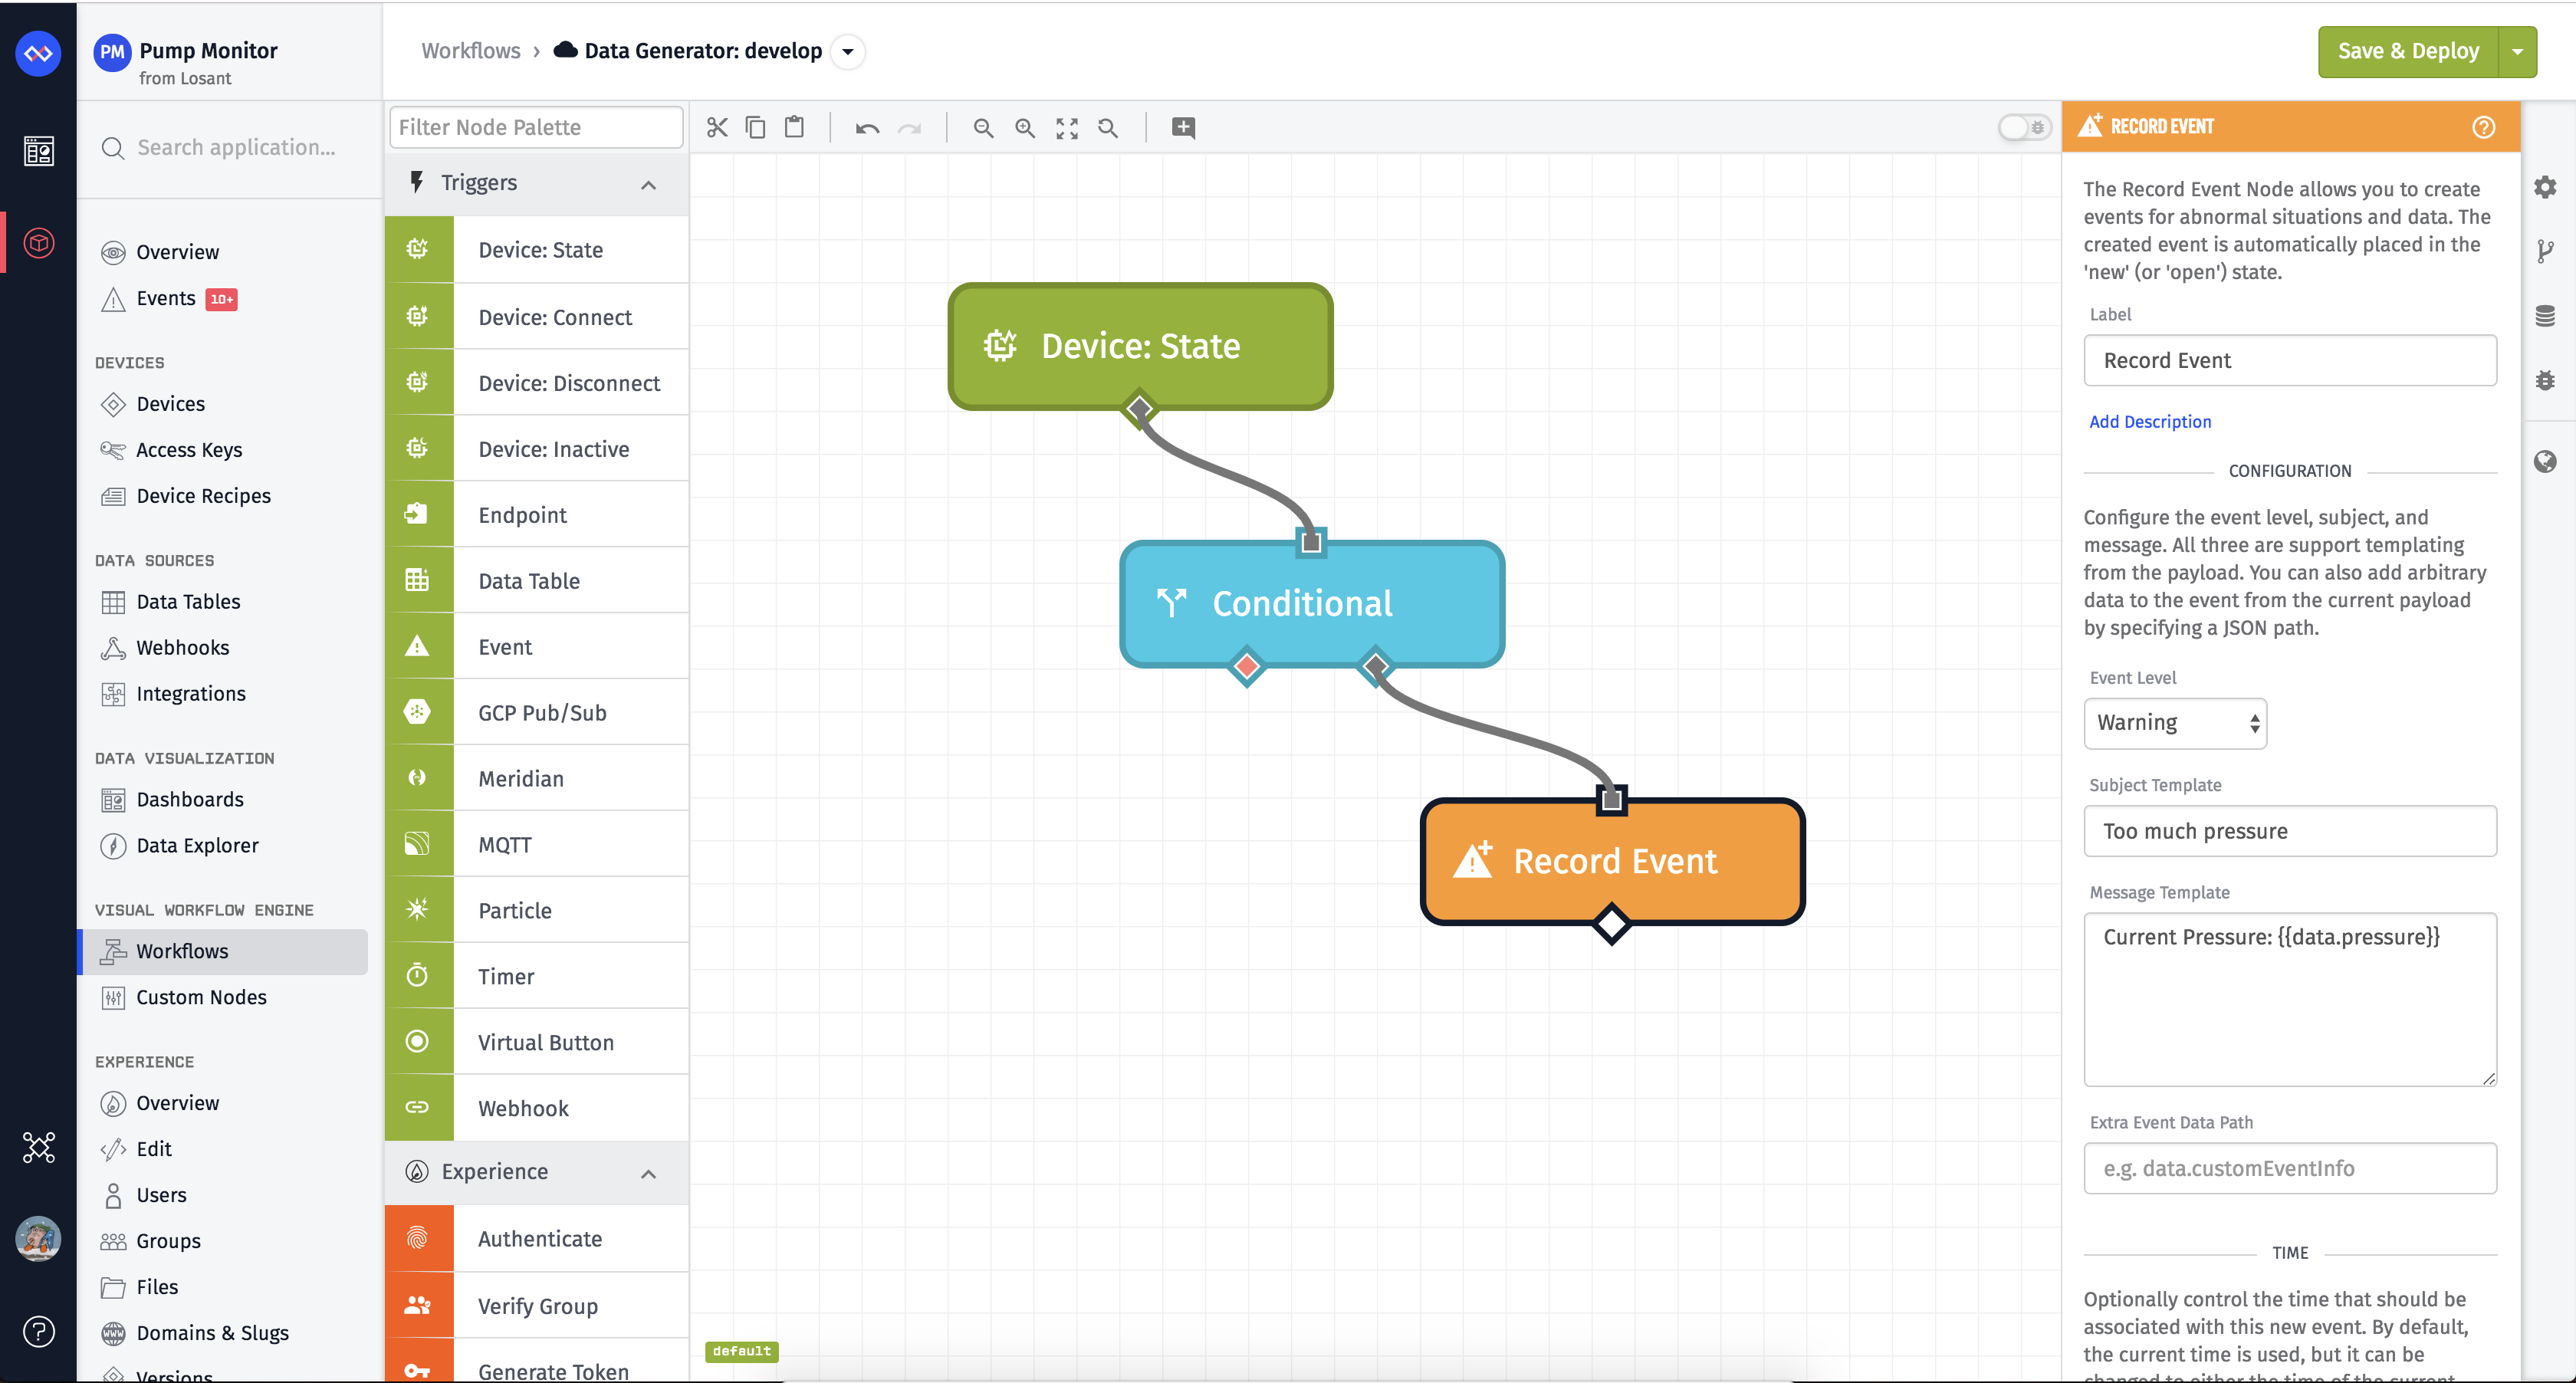 PM Pump Monitor
from Losant
Workflows › Data Generator: develop
Save & Deploy
Search application...
Overview
Events 10+
DEVICES
Devices
Access Keys
Device Recipes
DATA SOURCES
Data Tables
Webhooks
Integrations
DATA VISUALIZATION
Dashboards
Data Explorer
VISUAL WORKFLOW ENGINE
Workflows
Custom Nodes
EXPERIENCE
Overview
Edit
Users
Groups
Files
Domains & Slugs
Versions
Filter Node Palette
Triggers
Device: State
Device: Connect
Device: Disconnect
Device: Inactive
Endpoint
Data Table
Event
GCP Pub/Sub
Meridian
MQTT
Particle
Timer
Virtual Button
Webhook
Experience
Authenticate
Verify Group
Generate Token
Device: State
Conditional
Record Event
default
RECORD EVENT
The Record Event Node allows you to create
events for abnormal situations and data. The
created event is automatically placed in the
'new' (or 'open') state.
Label
Record Event
Add Description
CONFIGURATION
Configure the event level, subject, and
message. All three are support templating
from the payload. You can also add arbitrary
data to the event from the current payload
by specifying a JSON path.
Event Level
Warning
Subject Template
Too much pressure
Message Template
Current Pressure: {{data.pressure}}
Extra Event Data Path
e.g. data.customEventInfo
TIME
Optionally control the time that should be
associated with this new event. By default,
the current time is used, but it can be
changed to either the time of the current